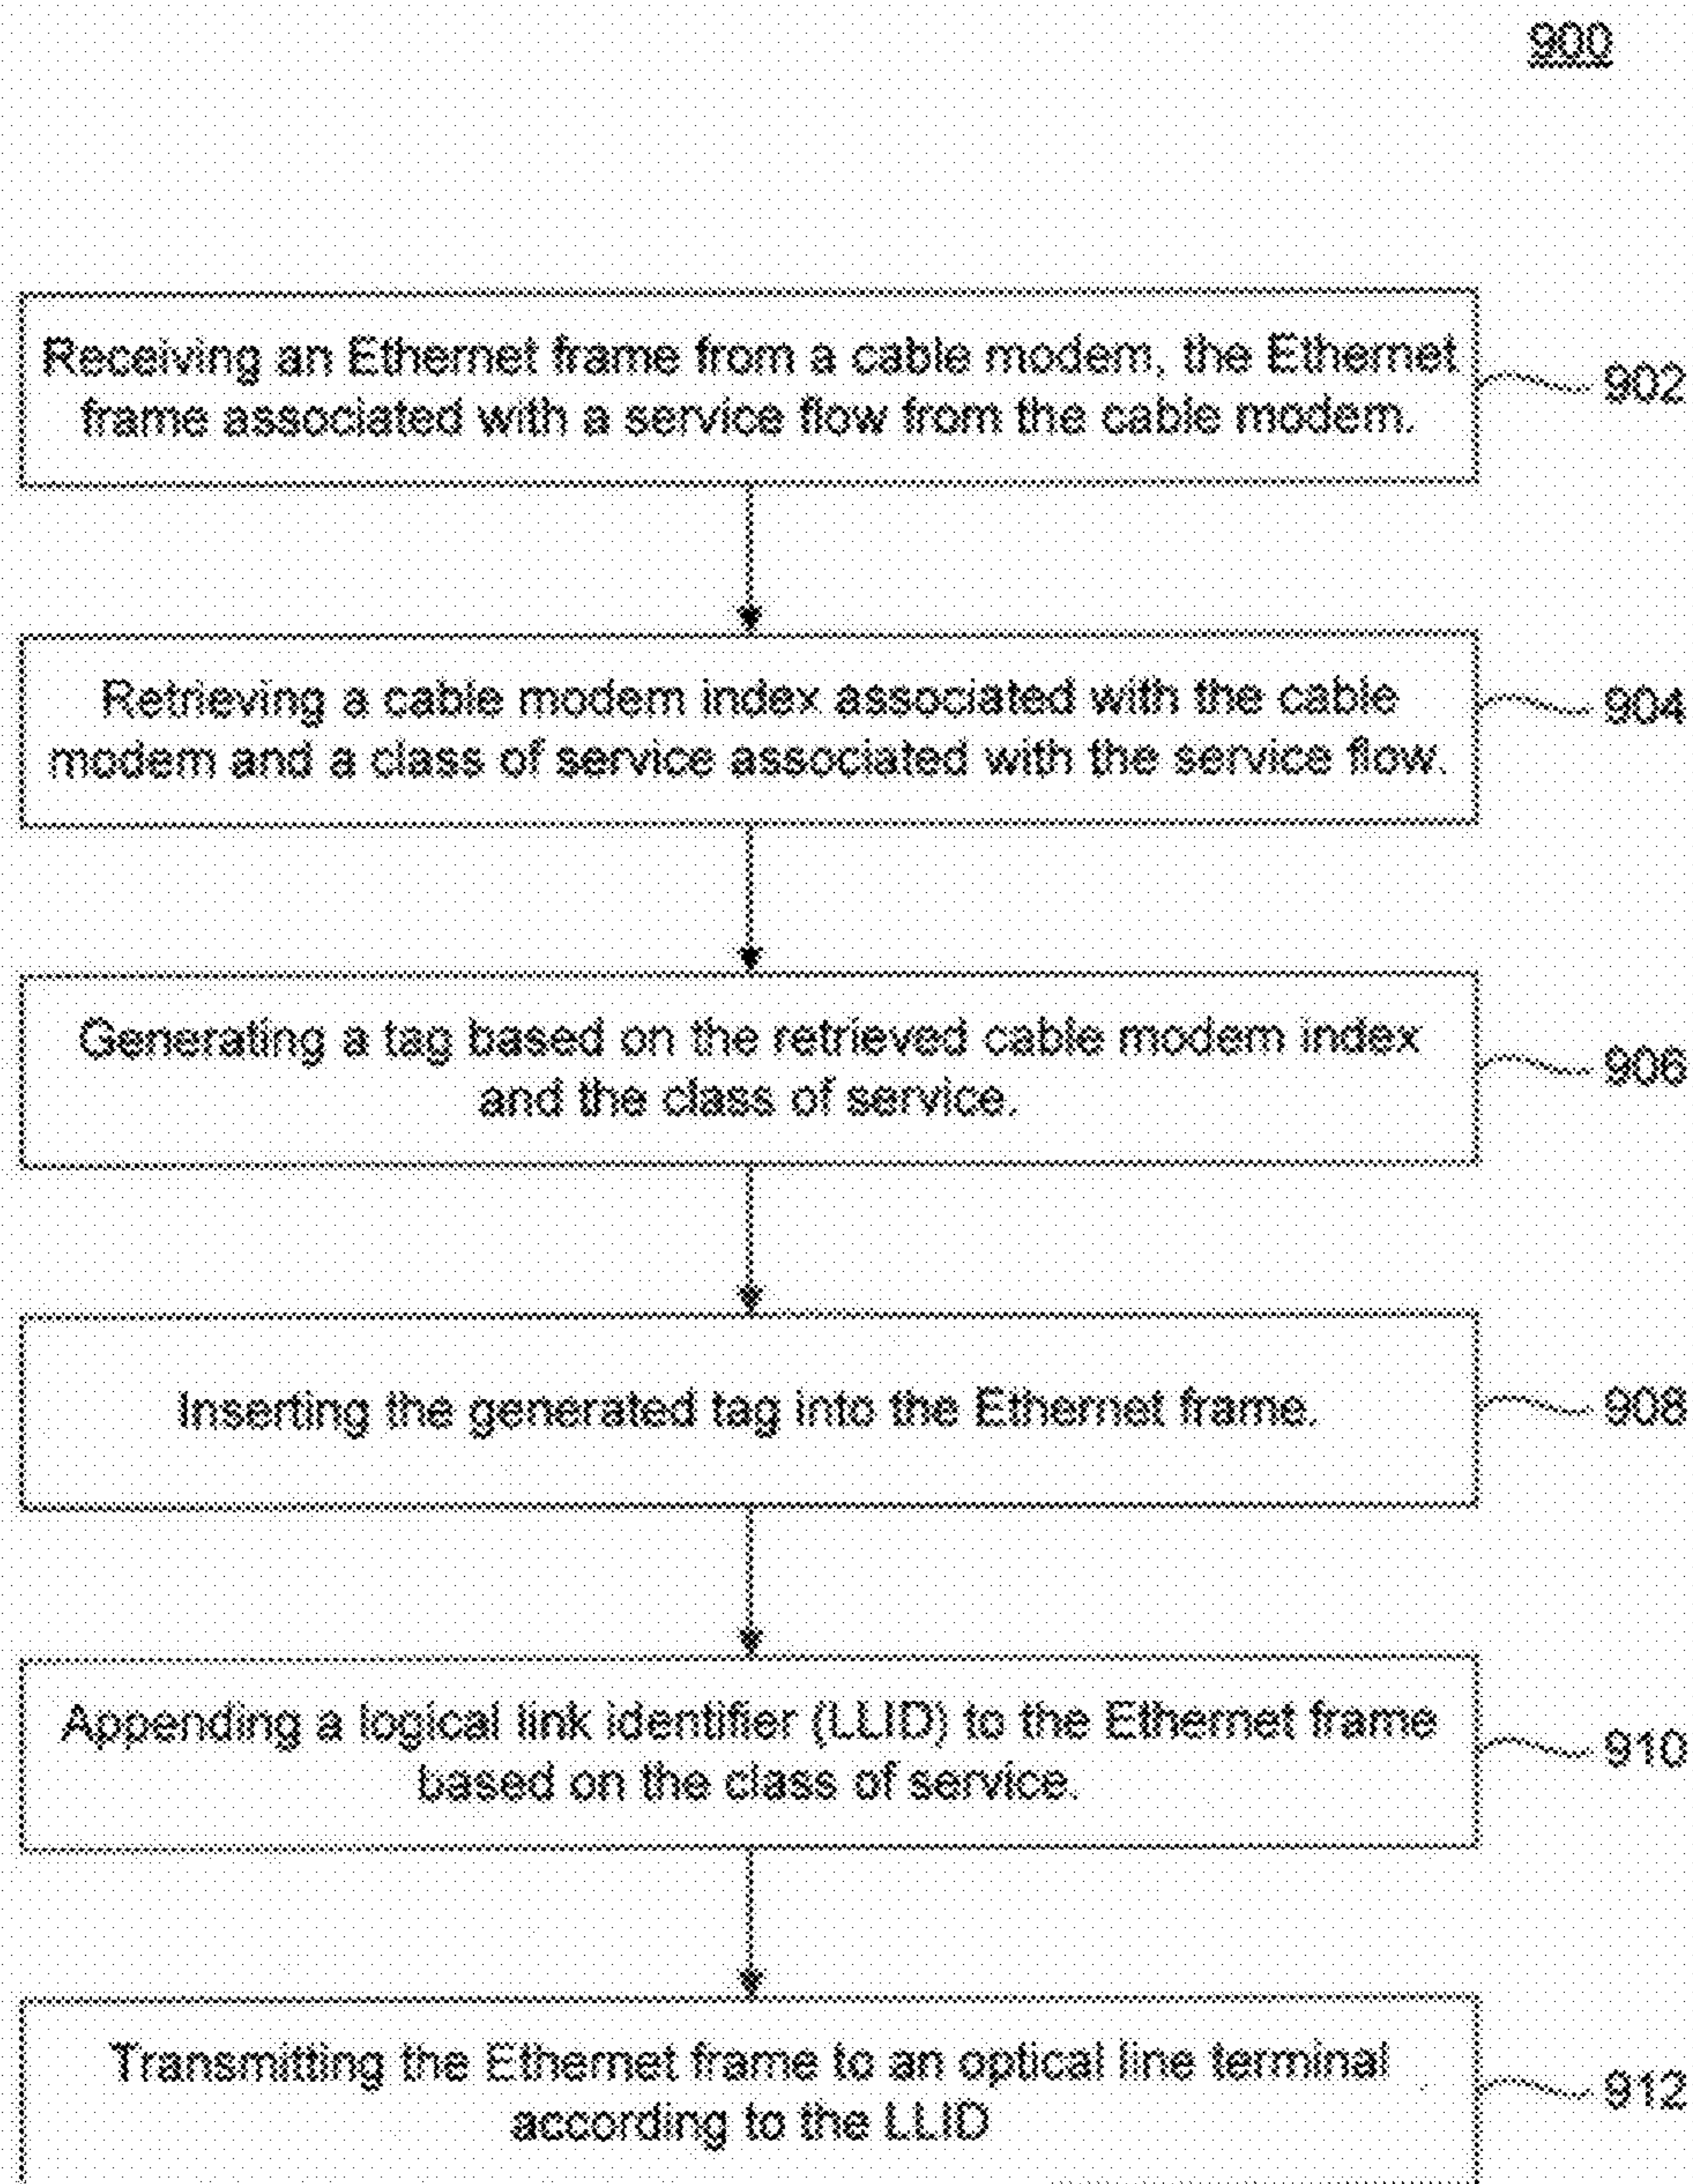 900
Receiving an Ethernet frame from a cable modem, the Ethernet
frame associated with a service flow from the cable modem.
902
Retrieving a cable modem index associated with the cable
modem and a class of service associated with the service flow.
904
Generating a tag based on the retrieved cable modem index
and the class of service.
906
Inserting the generated tag into the Ethernet frame.
908
Appending a logical link identifier (LLID) to the Ethernet frame
based on the class of service.
910
Transmitting the Ethernet frame to an optical line terminal
according to the LLID
912